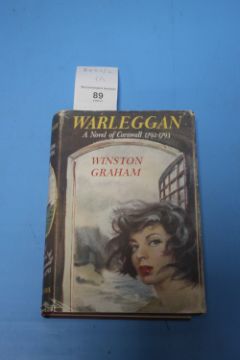 89
WARLEGGAN
A Novel of Cornwall 1792-1793
WINSTON
GRAHAM